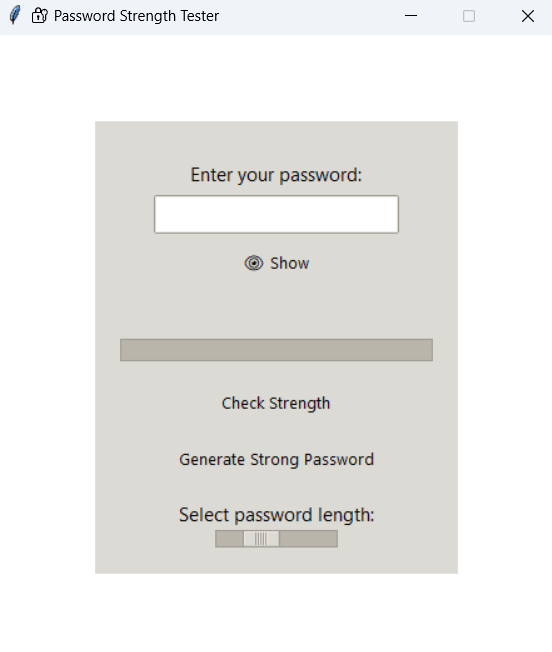 Password Strength Tester
Enter your password:
Show
Check Strength
Generate Strong Password
Select password length: